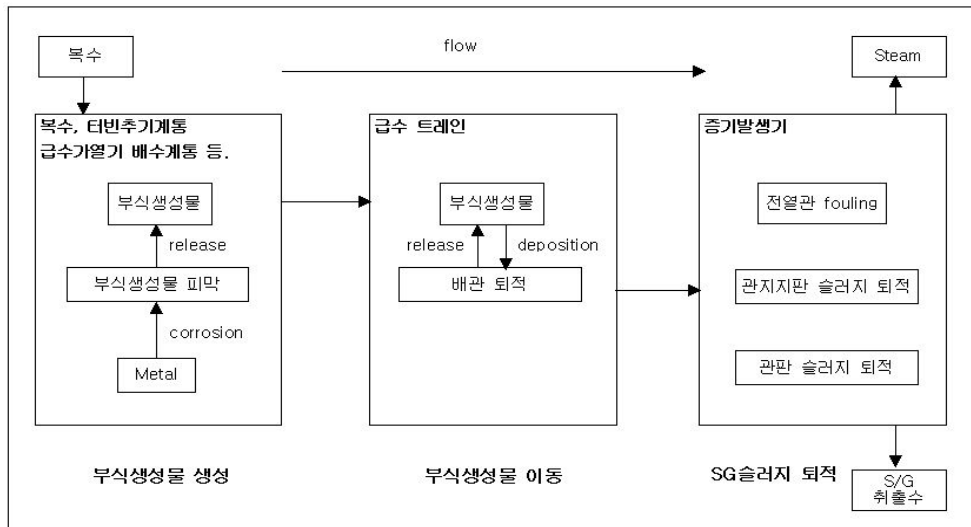 복수
flow
Steam
복수, 터빈추기계통
급수가열기 배수계통 등.
부식생성물
release
부식생성물 피막
corrosion
Metal
부식생성물 생성
급수 트레인
부식생성물
release
deposition
배관 퇴적
부식생성물 이동
증기발생기
전열관 fouling
관지지판 슬러지 퇴적
관판 슬러지 퇴적
SG슬러지 퇴적
S/G
취출수